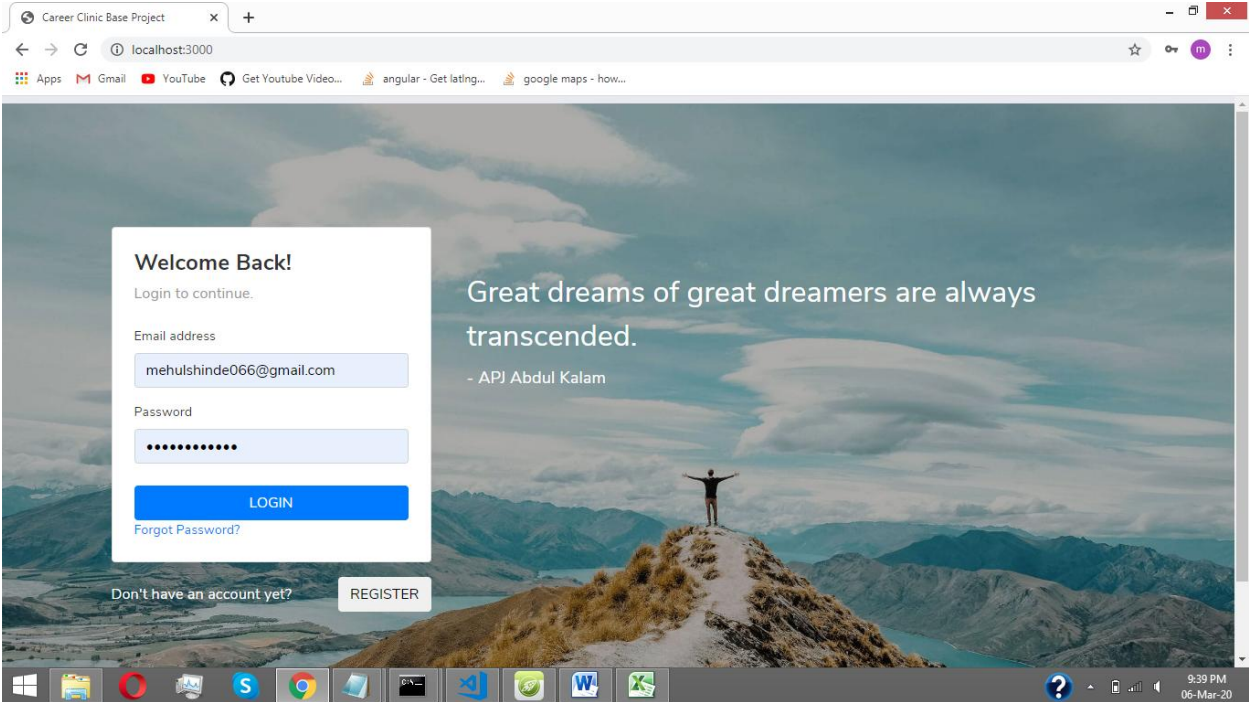 Career Clinic Base Project
localhost:3000
m
Apps Gmail YouTube Get Youtube Video... angular - Get latlng... google maps - how...
Welcome Back!
Login to continue.
Email address
mehulshinde066@gmail.com
Password
LOGIN
Forgot Password?
Don't have an account yet?
REGISTER
Great dreams of great dreamers are always
transcended.
- APJ Abdul Kalam
9:39 PM
06-Mar-20